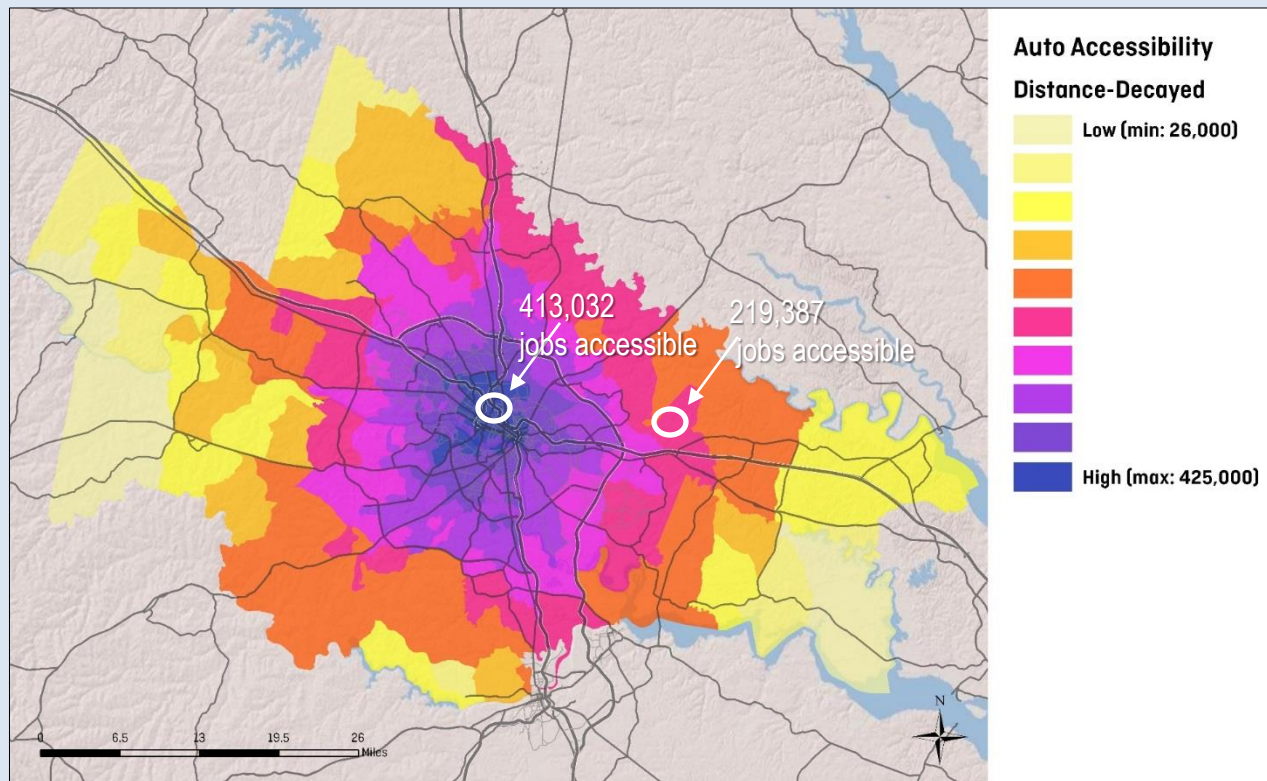 Auto Accessibility
Distance-Decayed
Low (min: 26,000)
High (max: 425,000)
413,032
jobs accessible
219,387
jobs accessible
N
0 6.5 13 19.5 26
Miles